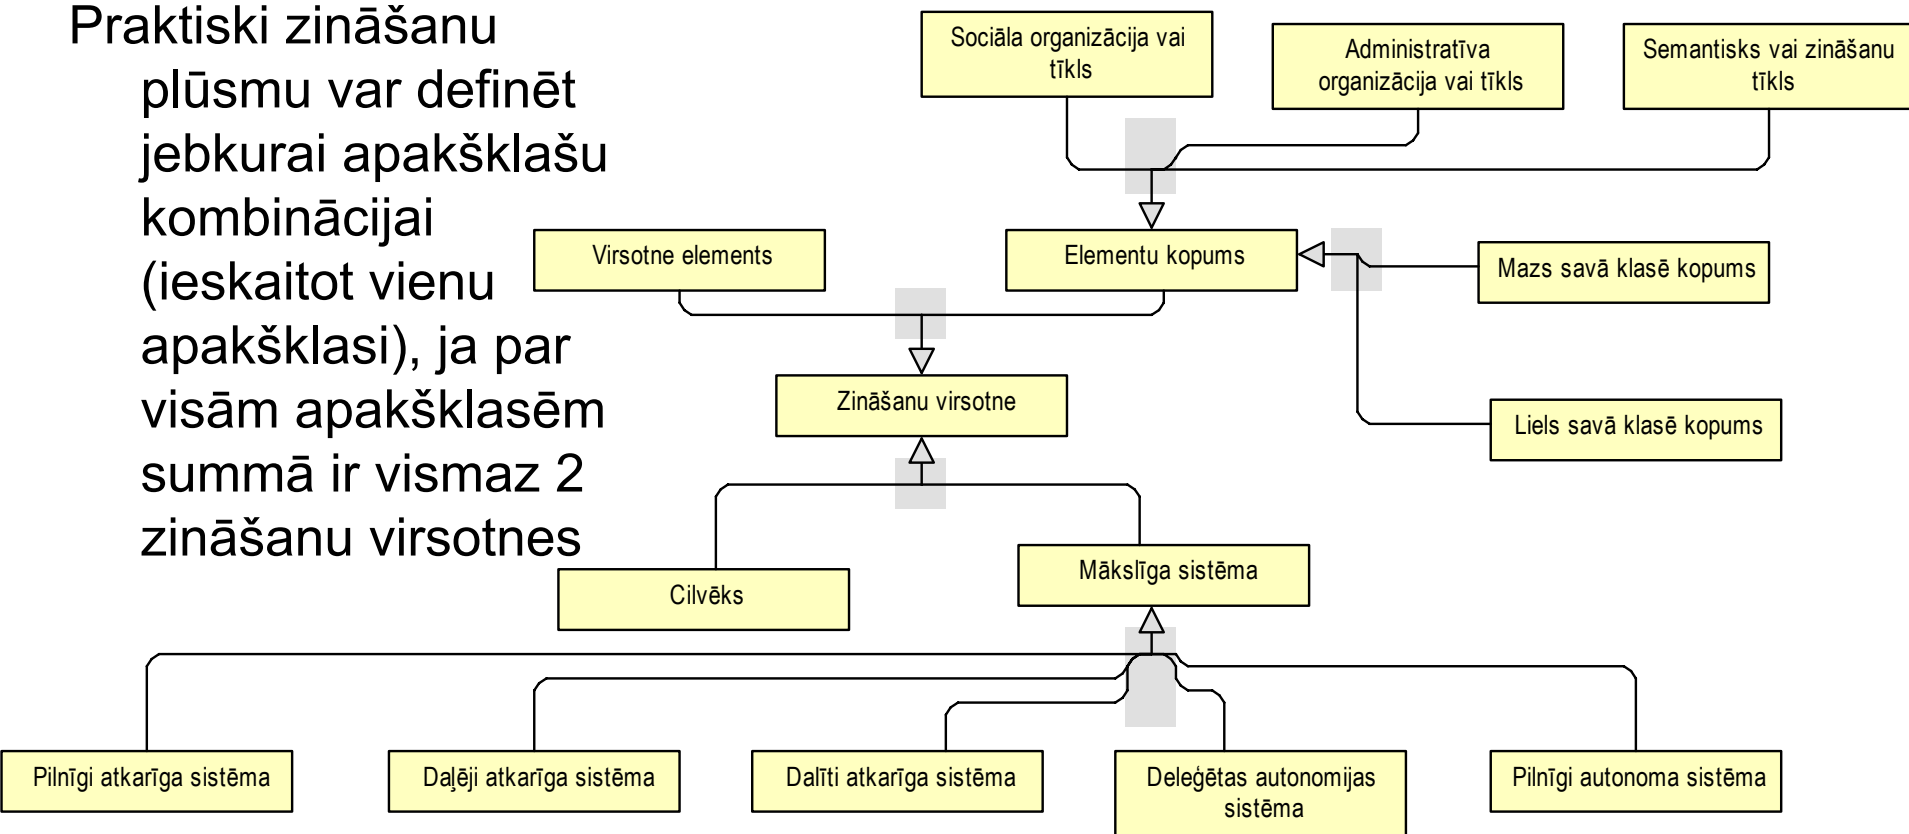 Praktiski zināšanu
plūsmu var definēt
jebkurai apakšklašu
kombinācijai
(ieskaitot vienu
apakšklasi), ja par
visām apakšklasēm
summā ir vismaz 2
zināšanu virsotnes
Sociāla organizācija vai
tīkls
Administratīva
organizācija vai tīkls
Semantisks vai zināšanu
tīkls
Virsotne elements
Elementu kopums
Mazs savā klasē kopums
Zināšanu virsotne
Liels savā klasē kopums
Cilvēks
Mākslīga sistēma
Pilnīgi atkarīga sistēma
Daļēji atkarīga sistēma
Dalīti atkarīga sistēma
Deleģētas autonomijas
sistēma
Pilnīgi autonoma sistēma